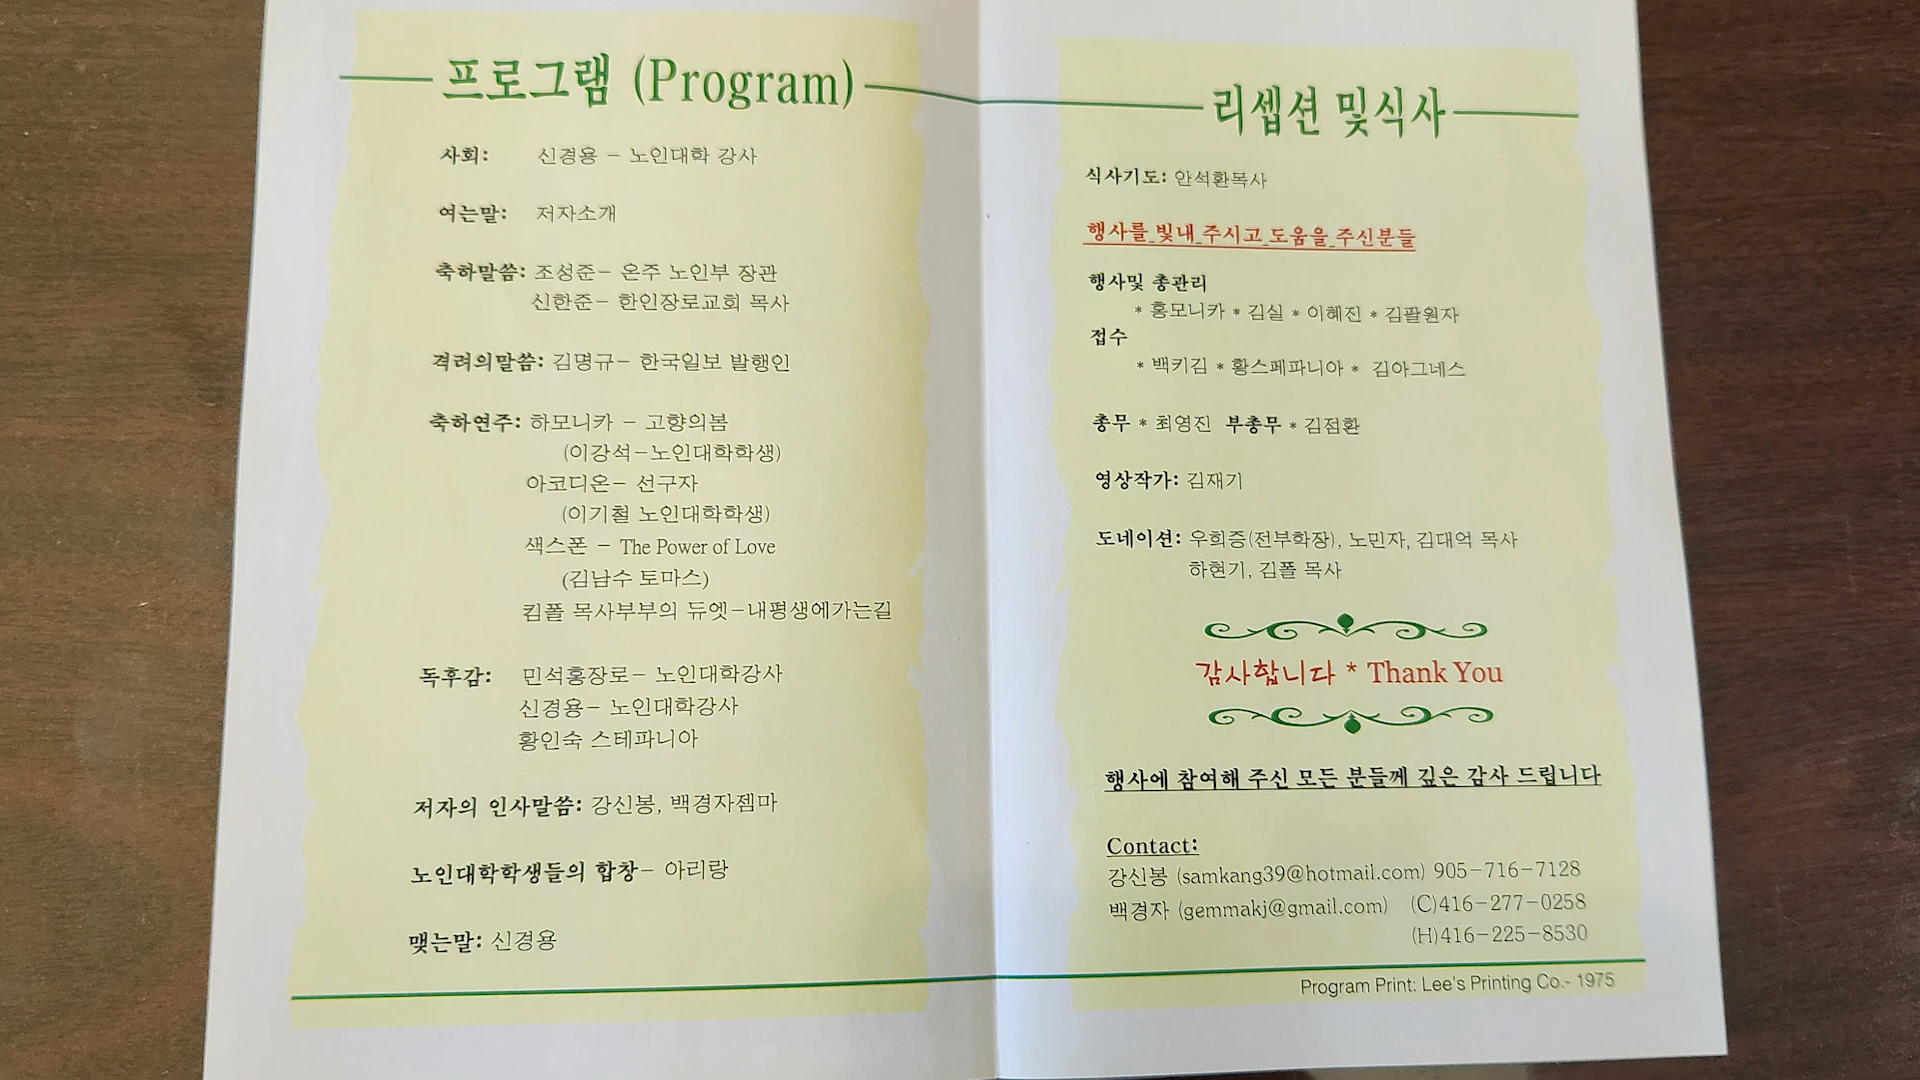 프로그램 (Program)
사회: 신경용 - 노인대학 강사
여는말: 저자소개
축하말씀: 조성준- 온주 노인부 장관
신한준- 한인장로교회 목사
격려의말씀: 김명규- 한국일보 발행인
축하연주: 하모니카 - 고향의봄
(이강석-노인대학학생)
아코디온- 선구자
(이기철 노인대학학생)
색스폰 - The Power of Love
(김남수 토마스)
킴폴 목사부부의 듀엣-내평생에가는길
독후감: 민석홍장로- 노인대학강사
신경용- 노인대학강사
황인숙 스테파니아
저자의 인사말씀: 강신봉, 백경자젬마
노인대학학생들의 합창- 아리랑
맺는말: 신경용
리셉션 및식사
식사기도: 안석환목사
행사를 빛내 주시고 도움을 주신분들
행사및 총관리
* 홍모니카 * 김실 * 이혜진 * 김팔원자
접수
* 백키김 * 황스페파니아 * 김아그네스
총무 * 최영진 부총무 * 김점환
영상작가: 김재기
도네이션: 우희증(전부학장), 노민자, 김대억 목사
하현기, 김폴 목사
감사합니다 * Thank You
행사에 참여해 주신 모든 분들께 깊은 감사 드립니다
Contact:
강신봉 (samkang39@hotmail.com) 905-716-7128
백경자 (gemmakj@gmail.com) (C)416-277-0258
(H)416-225-8530
Program Print: Lee's Printing Co.- 1975